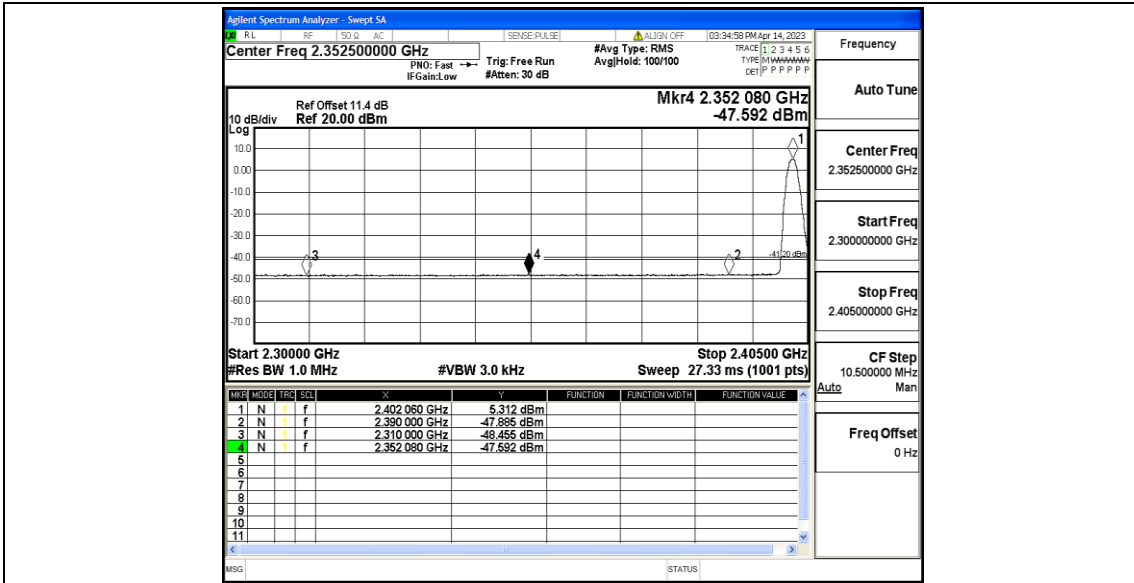 Agilent Spectrum Analyzer - Swept SA
RL RF 50 Ω AC SENSE:PULSE ALIGN OFF 03:34:58 PM Apr 14, 2023
Center Freq 2.352500000 GHz
PNO: Fast
IFGain:Low
Trig: Free Run
#Atten: 30 dB
#Avg Type: RMS
Avg|Hold: 100/100
TRACE 1 2 3 4 5 6
TYPE M WWWWW
DET P P P P P P
Frequency
Auto Tune
Center Freq
2.352500000 GHz
Start Freq
2.300000000 GHz
Stop Freq
2.405000000 GHz
CF Step
10.500000 MHz
Auto Man
Freq Offset
0 Hz
Mkr4 2.352 080 GHz
-47.592 dBm
Ref Offset 11.4 dB
10 dB/div Ref 20.00 dBm
Log
10.0
0.00
-10.0
-20.0
-30.0
-40.0
-50.0
-60.0
-70.0
1
3
4
2
-41.20 dBm
Start 2.30000 GHz Stop 2.40500 GHz
#Res BW 1.0 MHz #VBW 3.0 kHz Sweep 27.33 ms (1001 pts)
MKR MODE TRC SCL X Y FUNCTION FUNCTION WIDTH FUNCTION VALUE
1 N 1 f 2.402 060 GHz 5.312 dBm
2 N 1 f 2.390 000 GHz -47.885 dBm
3 N 1 f 2.310 000 GHz -48.455 dBm
4 N 1 f 2.352 080 GHz -47.592 dBm
5
6
7
8
9
10
11
MSG STATUS